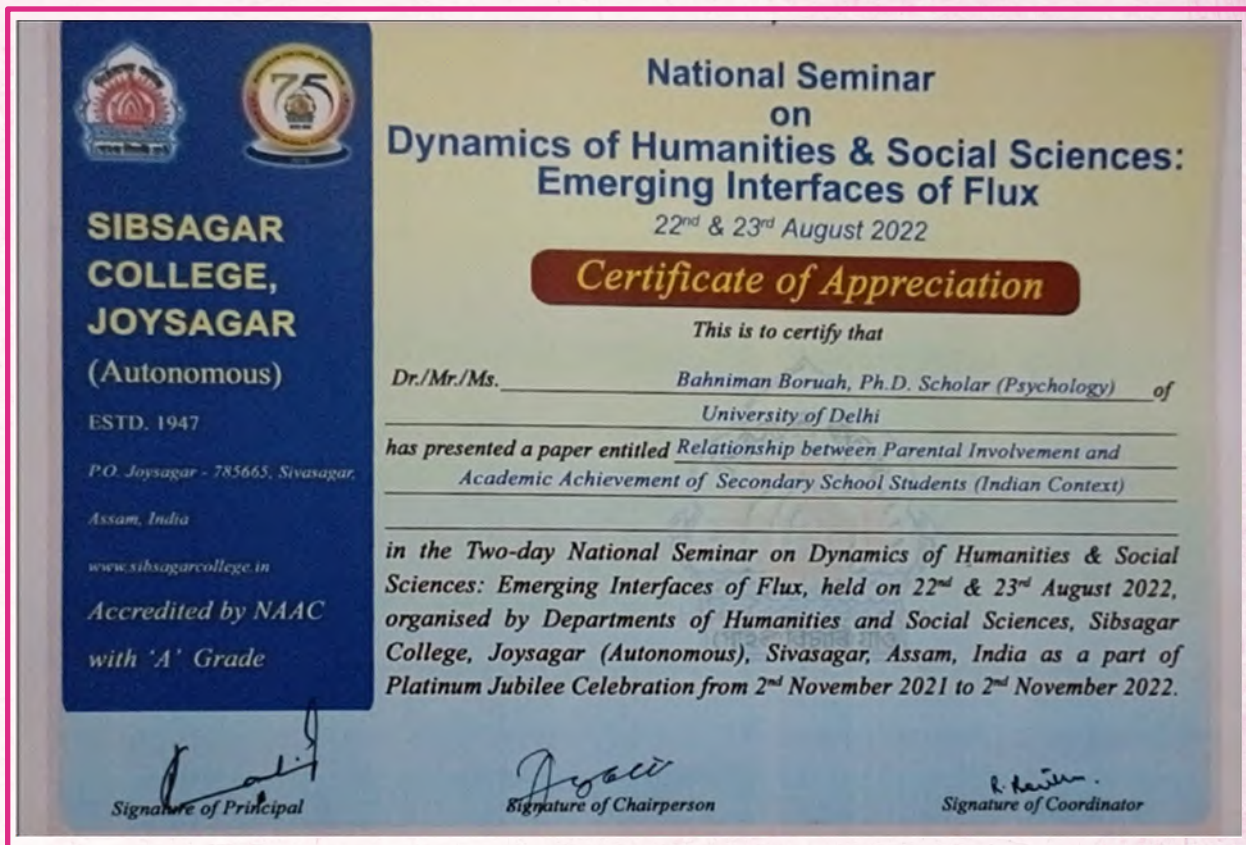 75
SIBSAGAR
COLLEGE,
JOYSAGAR
(Autonomous)
ESTD. 1947
P.O. Joysagar - 785665, Sivasagar,
Assam, India
www.sibsagarcollege.in
Accredited by NAAC
with 'A' Grade
National Seminar
on
Dynamics of Humanities & Social Sciences:
Emerging Interfaces of Flux
22nd & 23rd August 2022
Certificate of Appreciation
This is to certify that
Dr./Mr./Ms. Bahniman Boruah, Ph.D. Scholar (Psychology) of
University of Delhi
has presented a paper entitled Relationship between Parental Involvement and
Academic Achievement of Secondary School Students (Indian Context)
in the Two-day National Seminar on Dynamics of Humanities & Social
Sciences: Emerging Interfaces of Flux, held on 22nd & 23rd August 2022,
organised by Departments of Humanities and Social Sciences, Sibsagar
College, Joysagar (Autonomous), Sivasagar, Assam, India as a part of
Platinum Jubilee Celebration from 2nd November 2021 to 2nd November 2022.
Signature of Principal
Signature of Chairperson
Signature of Coordinator